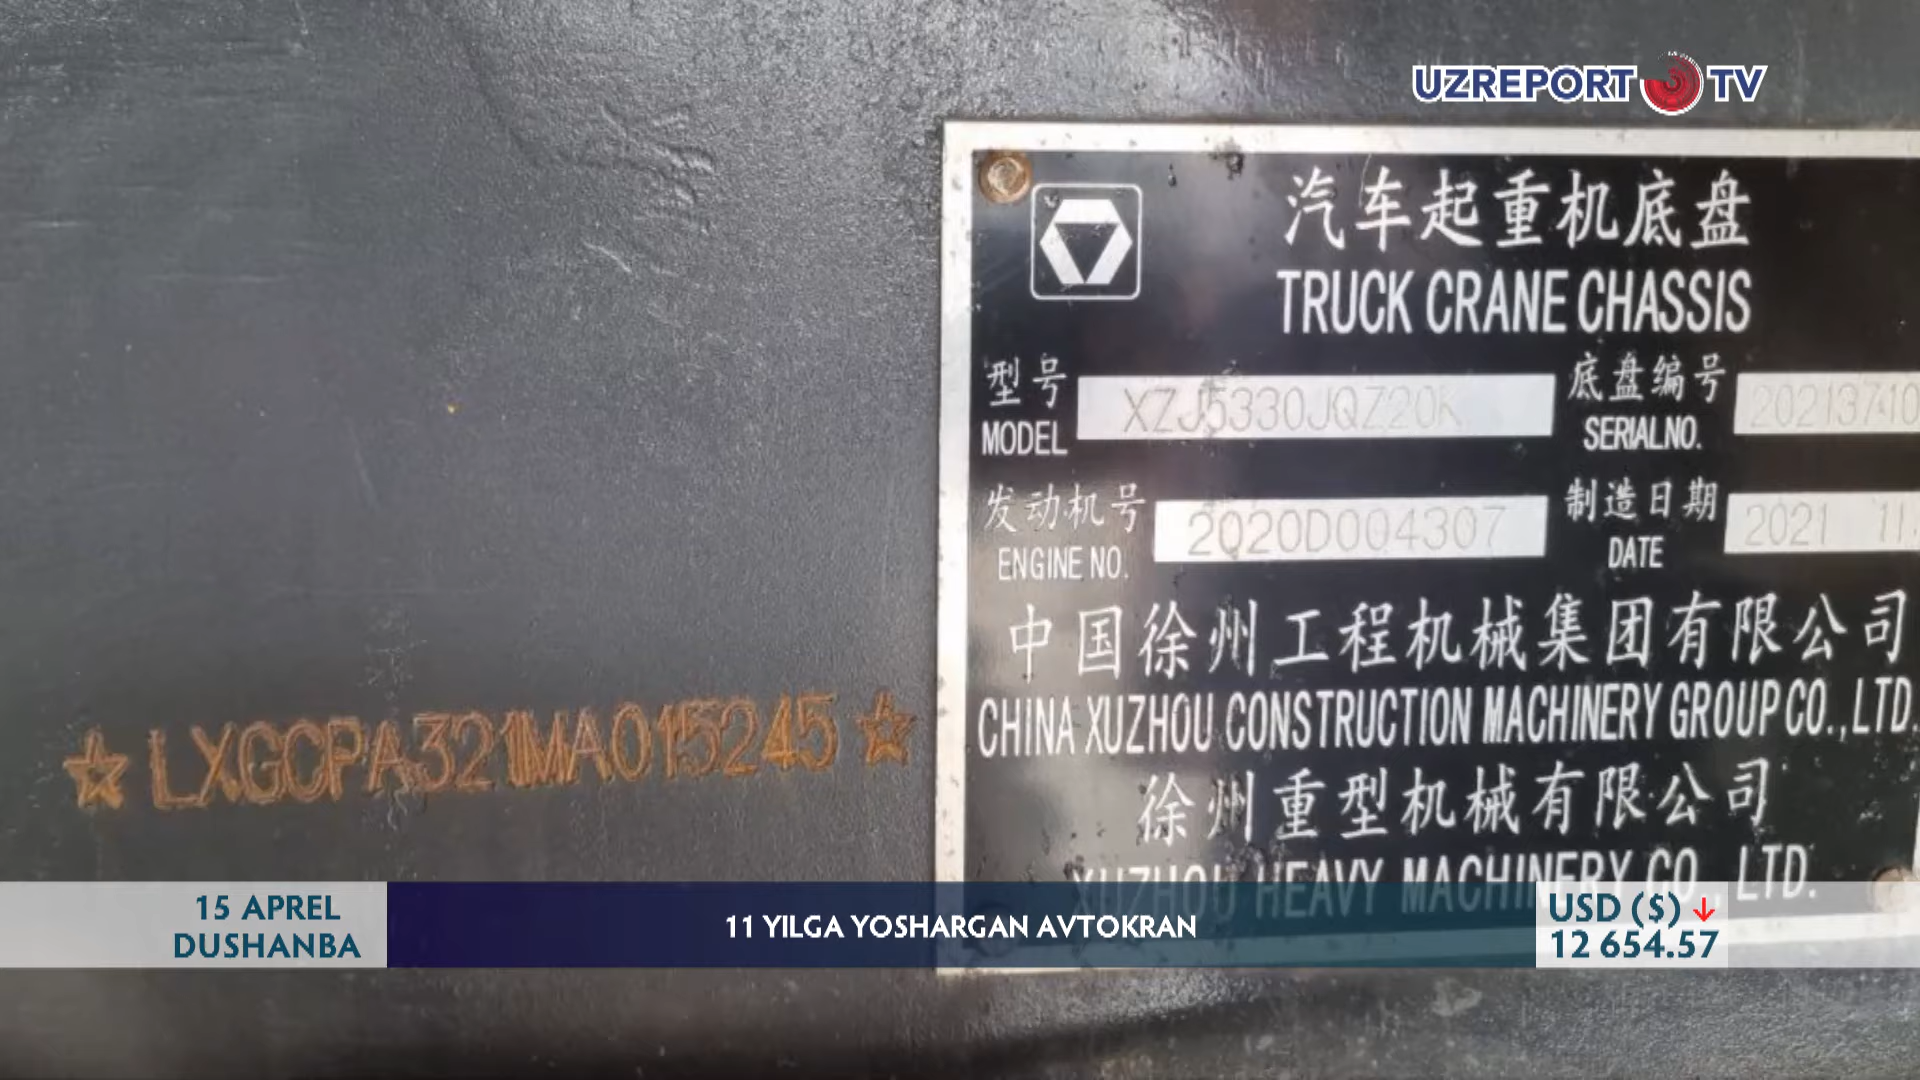 UZREPORT TV
汽车起重机底盘
TRUCK CRANE CHASSIS
型号 XZJ5330JQZ20K 底盘编号
MODEL SERIAL NO. 20213710
发动机号 2020D004307 制造日期 2021 11
ENGINE NO. DATE
中国徐州工程机械集团有限公司
CHINA XUZHOU CONSTRUCTION MACHINERY GROUP CO., LTD.
徐州重型机械有限公司
XUZHOU HEAVY MACHINERY CO., LTD.
☆ LXGCPA321MA015245 ☆
15 APREL
DUSHANBA
11 YILGA YOSHARGAN AVTOKRAN
USD ($) ↓
12 654.57